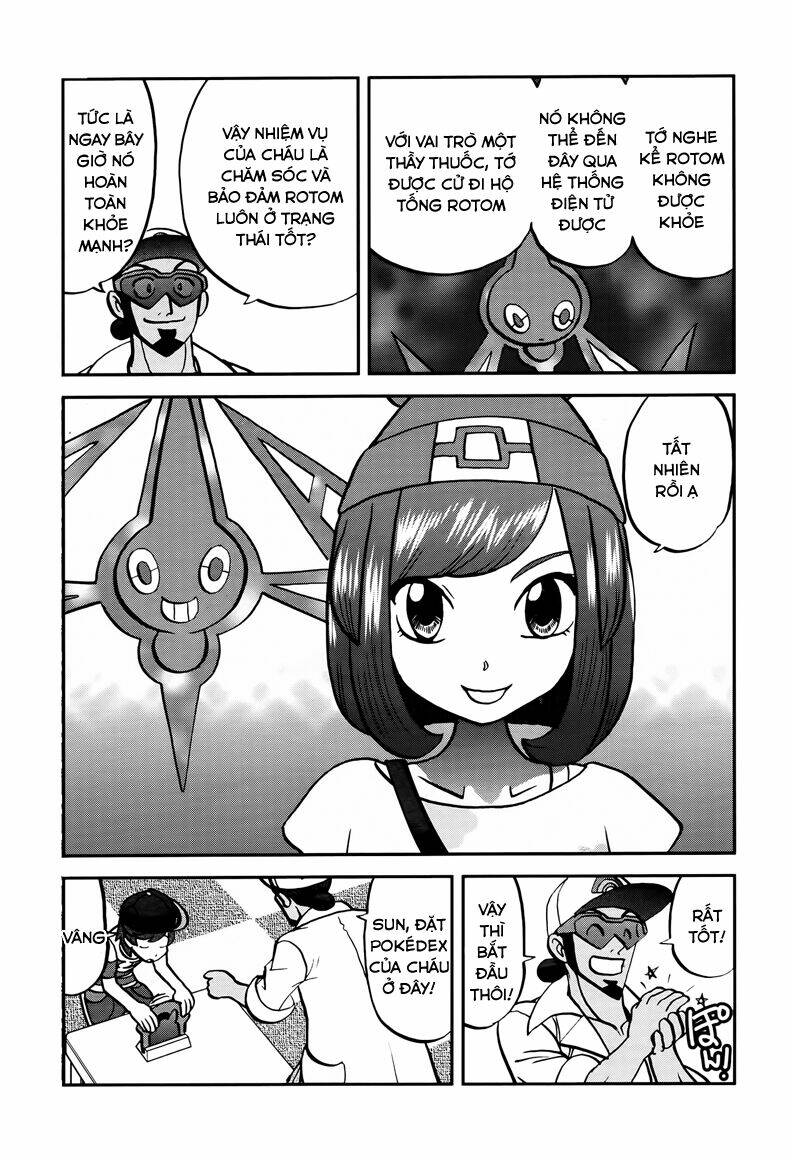 TỚ NGHE
KỂ ROTOM
KHÔNG
ĐƯỢC
KHỎE
NÓ KHÔNG
THỂ ĐẾN
ĐÂY QUA
HỆ THỐNG
ĐIỆN TỬ
ĐƯỢC
VỚI VAI TRÒ MỘT
THẦY THUỐC, TỚ
ĐƯỢC CỬ ĐI HỘ
TỐNG ROTOM
VẬY NHIỆM VỤ
CỦA CHÁU LÀ
CHĂM SÓC VÀ
BẢO ĐẢM ROTOM
LUÔN Ở TRẠNG
THÁI TỐT?
TỨC LÀ
NGAY BÂY
GIỜ NÓ
HOÀN
TOÀN
KHỎE
MẠNH?
TẤT
NHIÊN
RỒI Ạ
RẤT
TỐT!
VẬY
THÌ
BẮT
ĐẦU
THÔI!
ぽん!
SUN, ĐẶT
POKÉDEX
CỦA CHÁU
Ở ĐÂY!
VÂNG